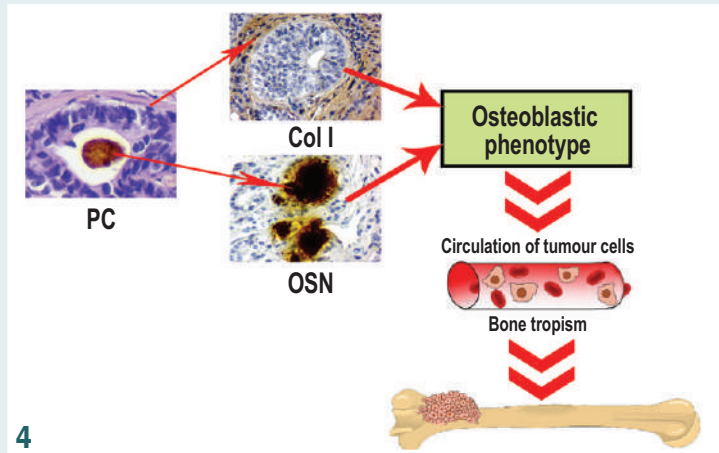 PC
Col I
OSN
Osteoblastic
phenotype
Circulation of tumour cells
Bone tropism
4